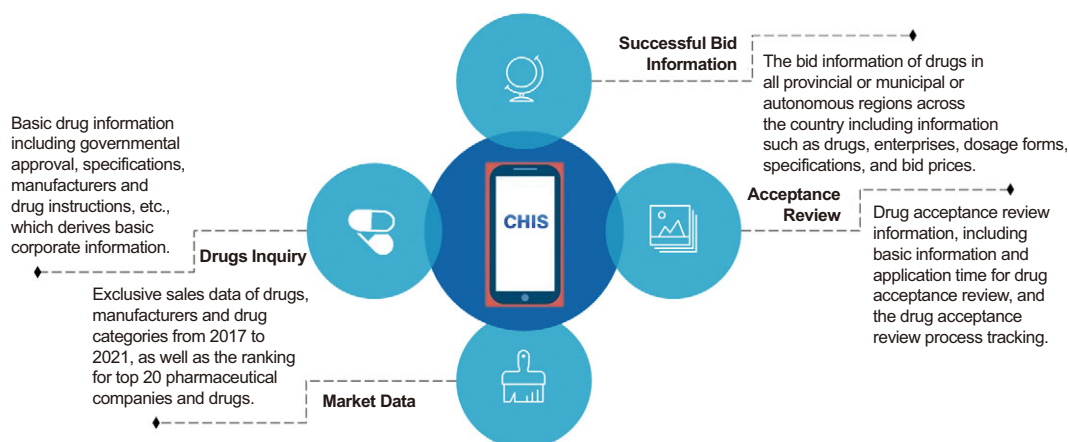 Successful Bid
Information
The bid information of drugs in
all provincial or municipal or
autonomous regions across
the country including information
such as drugs, enterprises, dosage forms,
specifications, and bid prices.
Basic drug information
including governmental
approval, specifications,
manufacturers and
drug instructions, etc.,
which derives basic
corporate information.
Drugs Inquiry
CHIS
Acceptance
Review
Drug acceptance review
information, including
basic information and
application time for drug
acceptance review, and
the drug acceptance
review process tracking.
Exclusive sales data of drugs,
manufacturers and drug
categories from 2017 to
2021, as well as the ranking
for top 20 pharmaceutical
companies and drugs.
Market Data